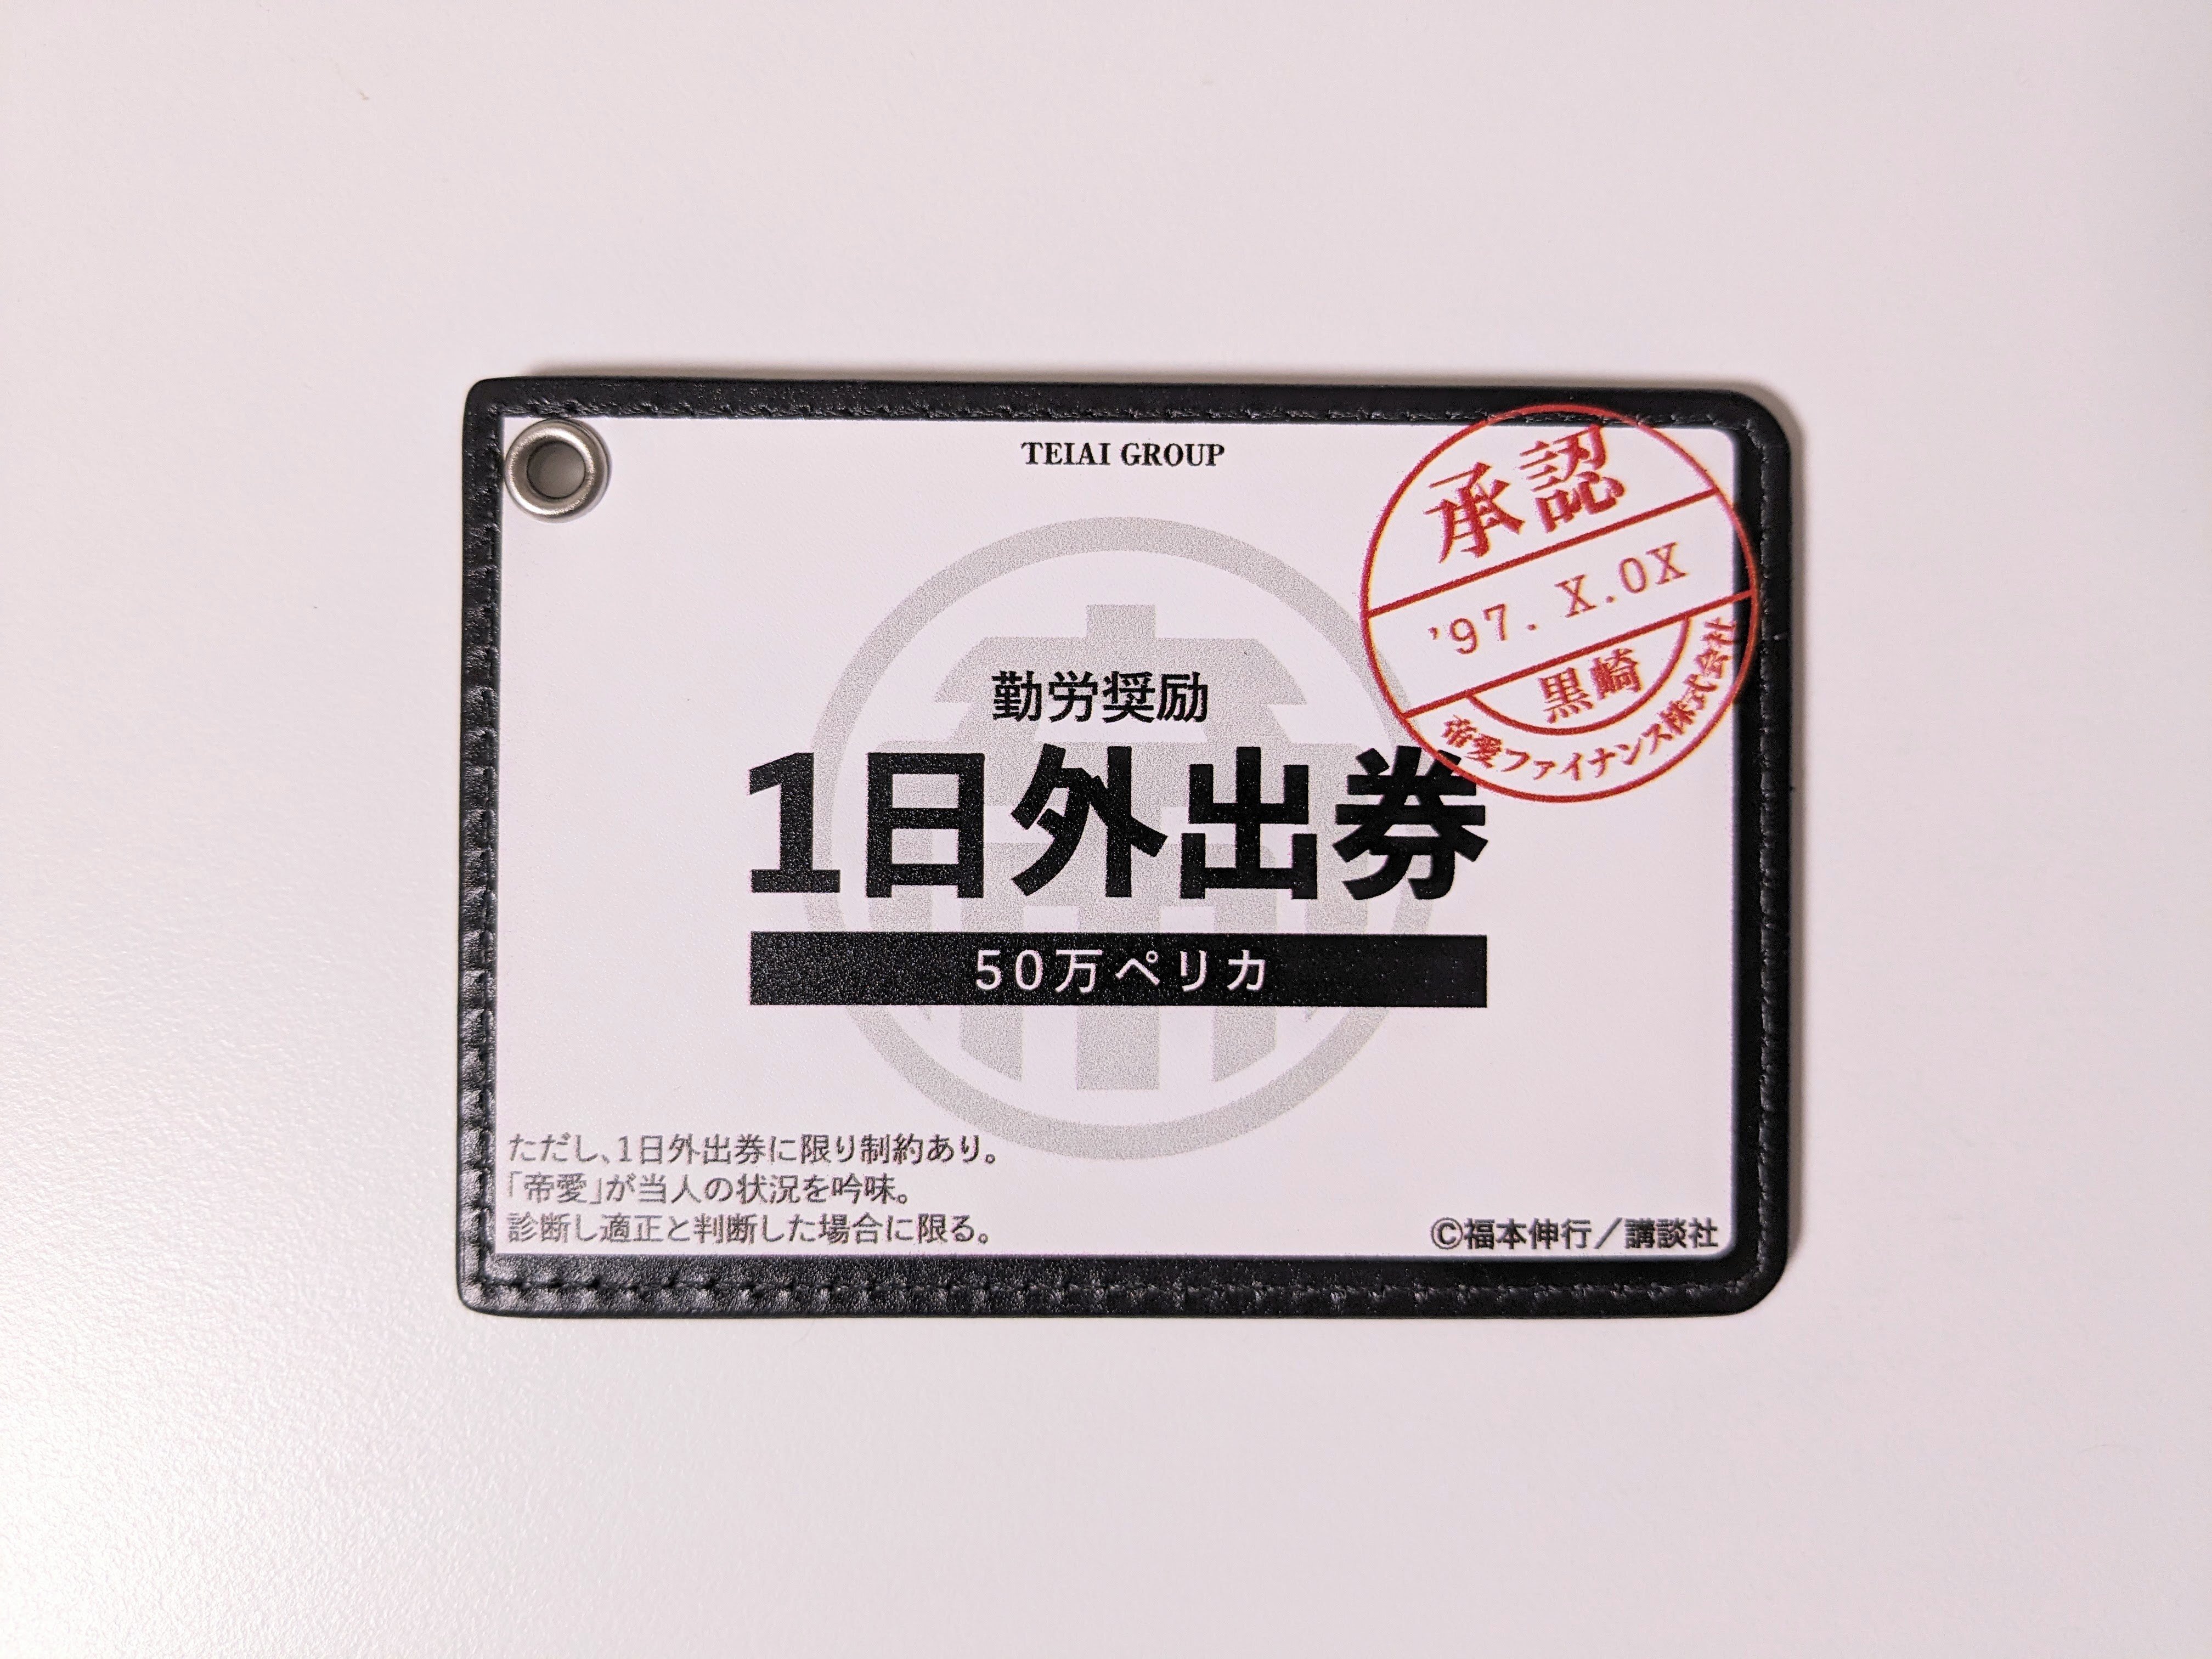 TEIAI GROUP
承認
'97. X.0X
黒崎
帝愛ファイナンス株式会社
勤労奨励
1日外出券
50万ペリカ
ただし、1日外出券に限り制約あり。
「帝愛」が当人の状況を吟味。
診断し適正と判断した場合に限る。
©福本伸行／講談社